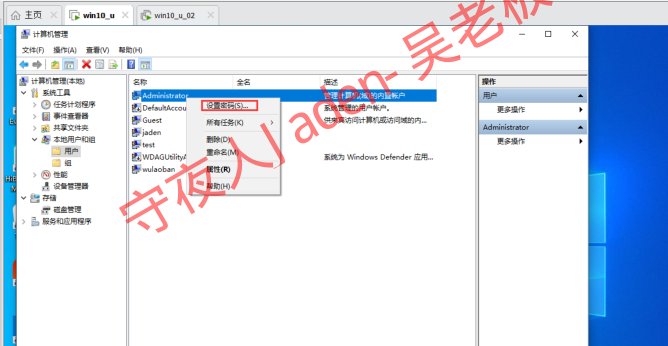 主页 win10_u win10_u_02
计算机管理
文件(F) 操作(A) 查看(V) 帮助(H)
计算机管理(本地)
系统工具
任务计划程序
事件查看器
共享文件夹
本地用户和组
用户
组
性能
设备管理器
存储
磁盘管理
服务和应用程序
名称 全名 描述
Administrator 管理计算机(域)的内置帐户
DefaultAccou 系统管理的用户帐户。
Guest 供来宾访问计算机或访问域的内...
jaden
test
WDAGUtilityA 系统为 Windows Defender 应用...
wulaoban
设置密码(S)...
所有任务(K)
删除(D)
重命名(M)
属性(R)
帮助(H)
操作
用户
更多操作
Administrator
更多操作
守夜人Jaden-吴老板